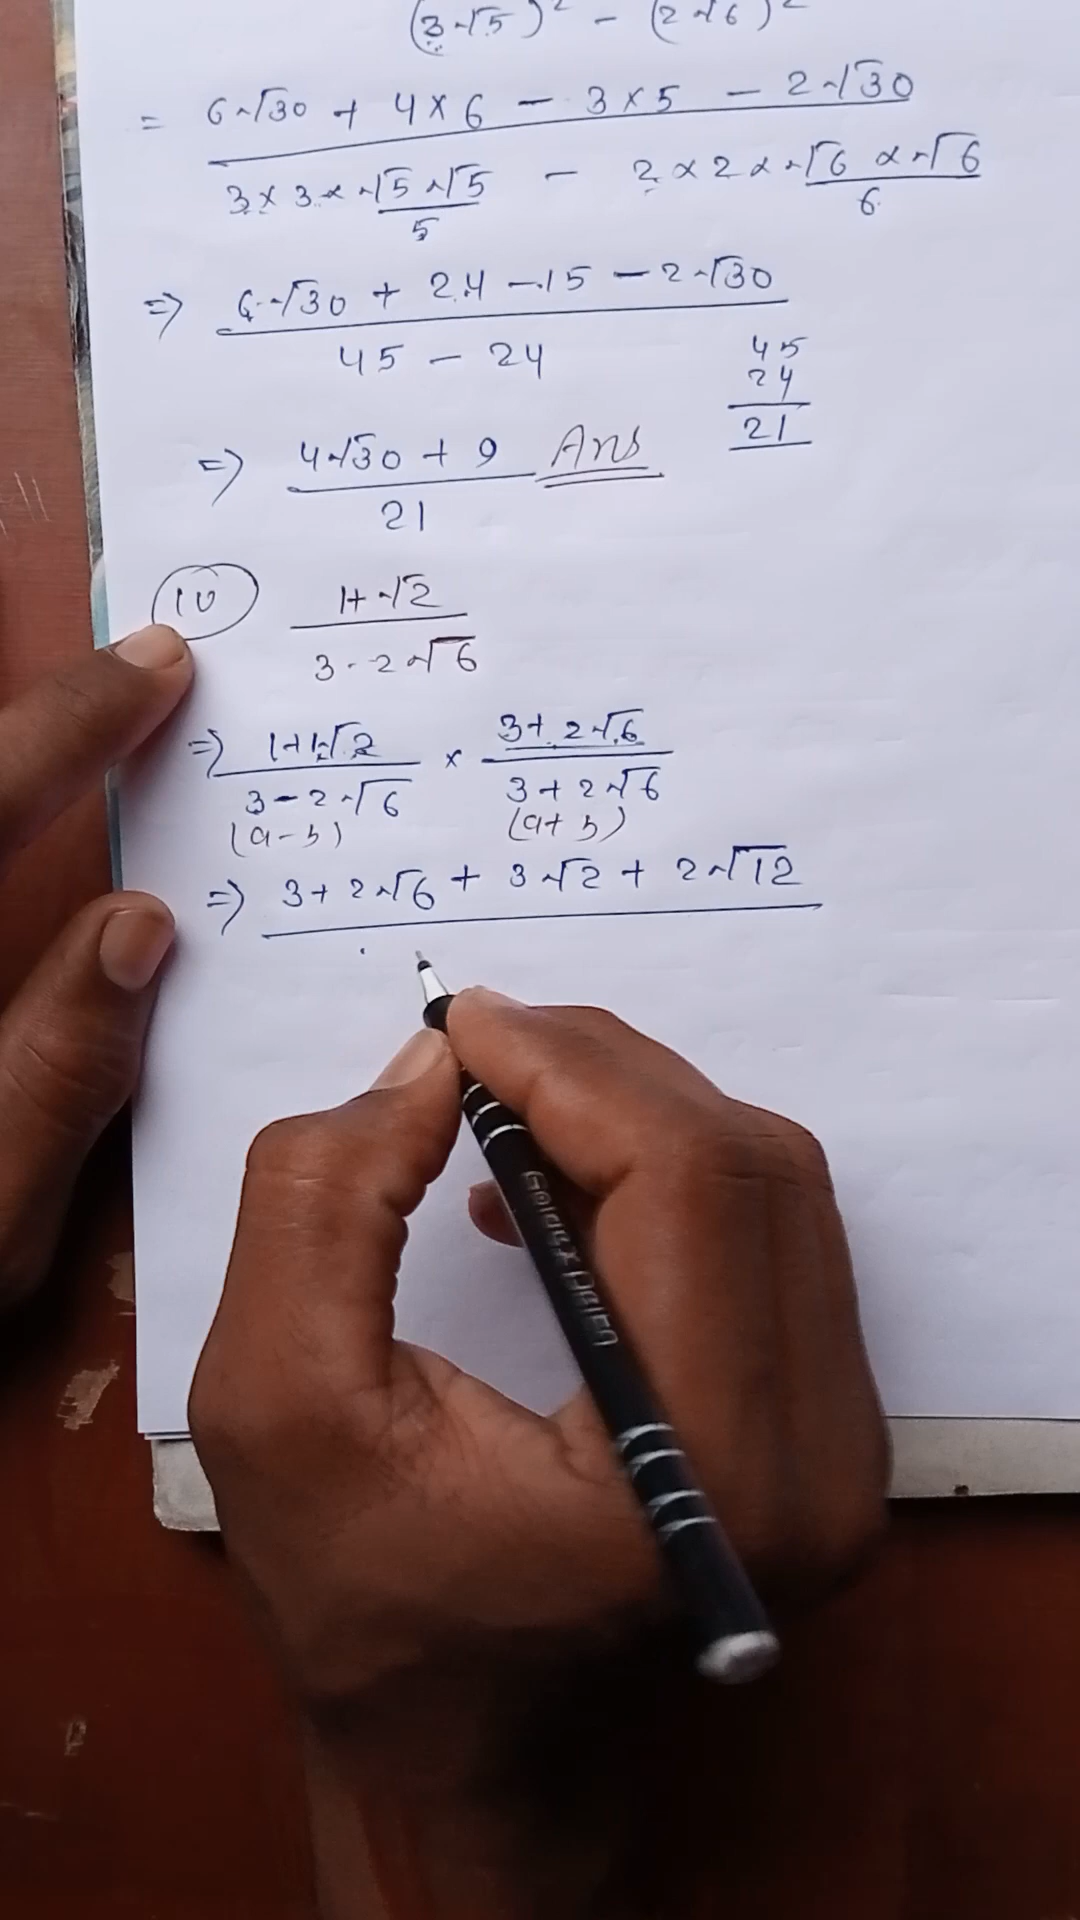 (3√5)² - (2√6)²
= 6√30 + 4×6 - 3×5 - 2√30
3×3×√5√5 - 2×2×√6×√6
5 6
⇒ 6√30 + 24 - 15 - 2√30
45 - 24
45
24
21
⇒ 4√30 + 9 Ans
21
1+√2
3-2√6
⇒ 1+1√2 × 3+2√6
3-2√6 3+2√6
(a-b) (a+b)
⇒ 3+2√6 + 3√2 + 2√12
Goldex